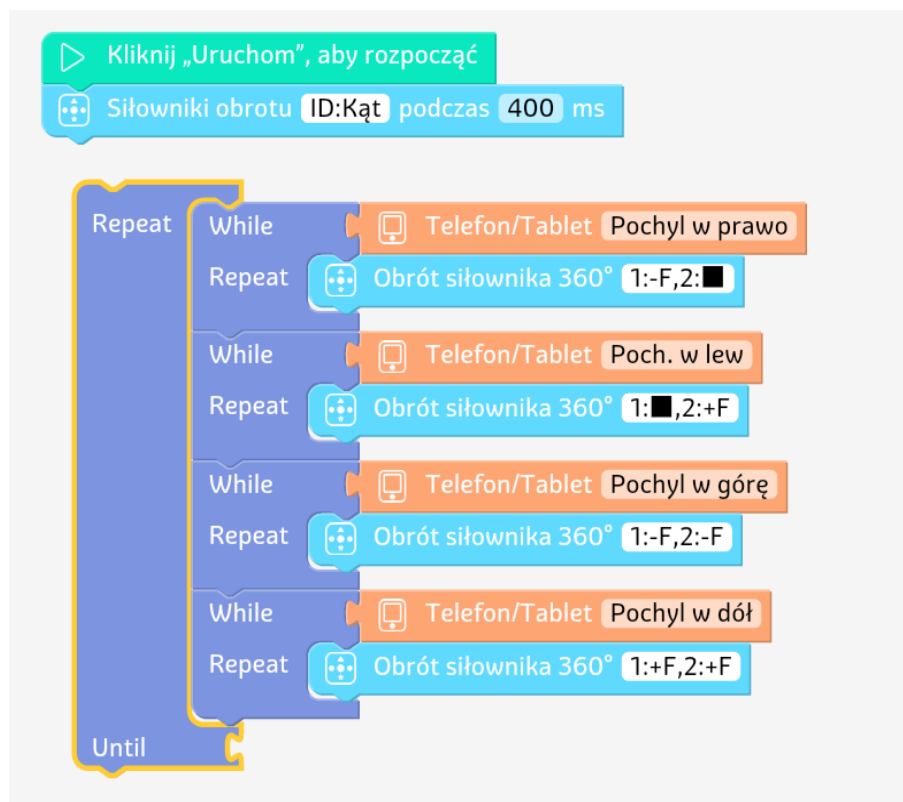 Kliknij „Uruchom”, aby rozpocząć
Siłowniki obrotu ID:Kąt podczas 400 ms
Repeat While Telefon/Tablet Pochyl w prawo
Repeat Obrót siłownika 360° 1:-F,2:■
While Telefon/Tablet Poch. w lew
Repeat Obrót siłownika 360° 1:■,2:+F
While Telefon/Tablet Pochyl w górę
Repeat Obrót siłownika 360° 1:-F,2:-F
While Telefon/Tablet Pochyl w dół
Repeat Obrót siłownika 360° 1:+F,2:+F
Until